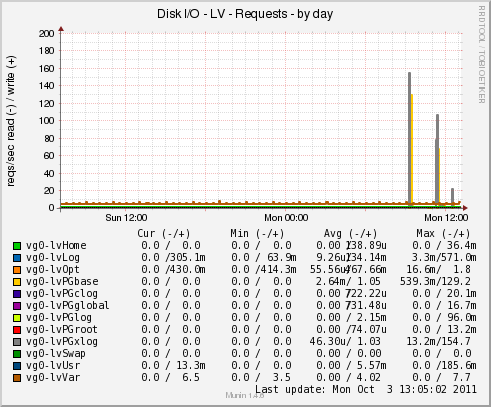 Disk I/O - LV - Requests - by day
RRDTOOL / TOBI OETIKER
reqs/sec read (-) / write (+)
200
180
160
140
120
100
80
60
40
20
0
Sun 12:00 Mon 00:00 Mon 12:00
Cur (-/+) Min (-/+) Avg (-/+) Max (-/+)
vg0-lvHome 0.0 / 0.0 0.0 / 0.0 0.00 /138.89u 0.0 / 36.4m
vg0-lvLog 0.0 /305.1m 0.0 / 63.9m 9.26u/234.14m 3.3m/571.0m
vg0-lvOpt 0.0 /430.0m 0.0 /414.3m 55.56u/467.66m 16.6m/ 1.8
vg0-lvPGbase 0.0 / 0.0 0.0 / 0.0 2.64m/ 1.05 539.3m/129.2
vg0-lvPGclog 0.0 / 0.0 0.0 / 0.0 0.00 /722.22u 0.0 / 20.1m
vg0-lvPGglobal 0.0 / 0.0 0.0 / 0.0 0.00 /731.48u 0.0 / 16.7m
vg0-lvPGlog 0.0 / 0.0 0.0 / 0.0 0.00 / 2.15m 0.0 / 96.0m
vg0-lvPGroot 0.0 / 0.0 0.0 / 0.0 0.00 /74.07u 0.0 / 13.2m
vg0-lvPGxlog 0.0 / 0.0 0.0 / 0.0 46.30u/ 1.03 13.2m/154.7
vg0-lvSwap 0.0 / 0.0 0.0 / 0.0 0.00 / 0.00 0.0 / 0.0
vg0-lvUsr 0.0 / 13.3m 0.0 / 0.0 0.00 / 5.57m 0.0 /185.6m
vg0-lvVar 0.0 / 6.5 0.0 / 3.5 0.00 / 4.02 0.0 / 7.7
Last update: Mon Oct 3 13:05:02 2011
Munin